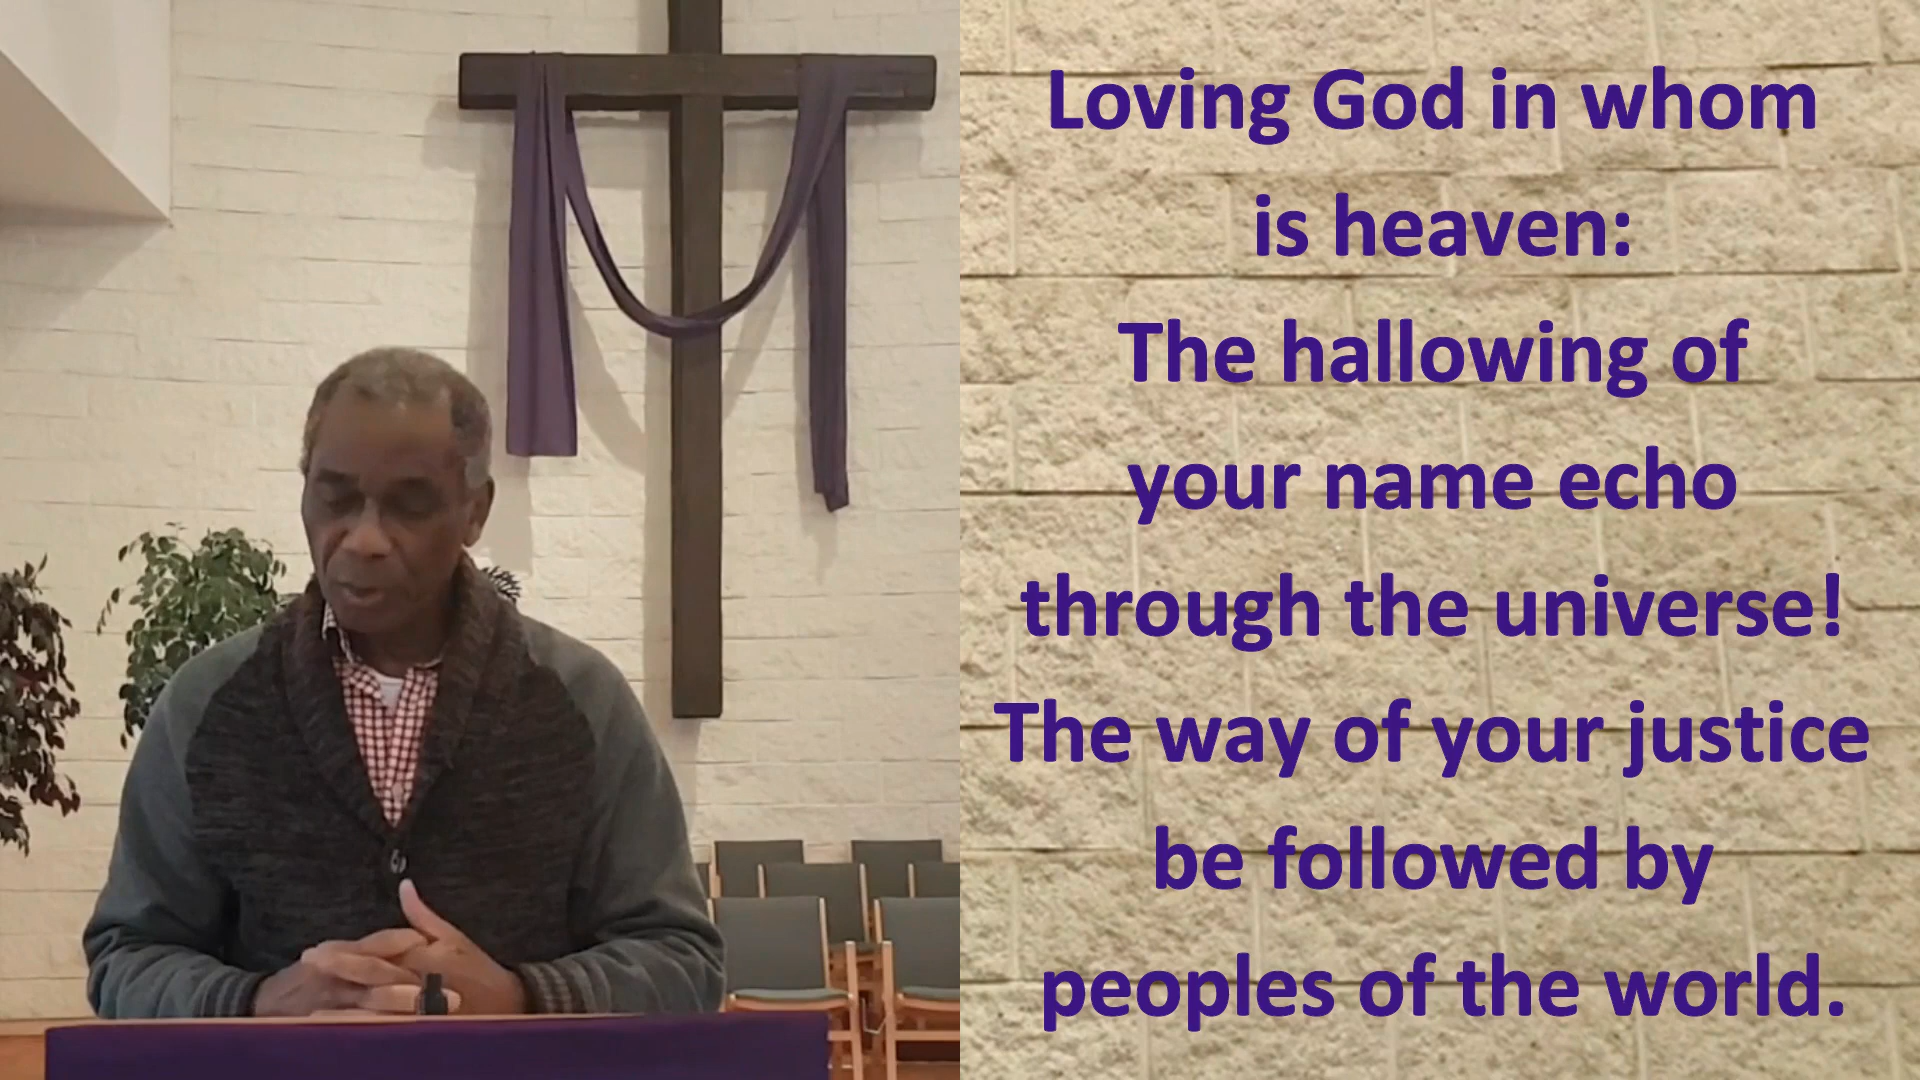 Loving God in whom
is heaven:
The hallowing of
your name echo
through the universe!
The way of your justice
be followed by
peoples of the world.